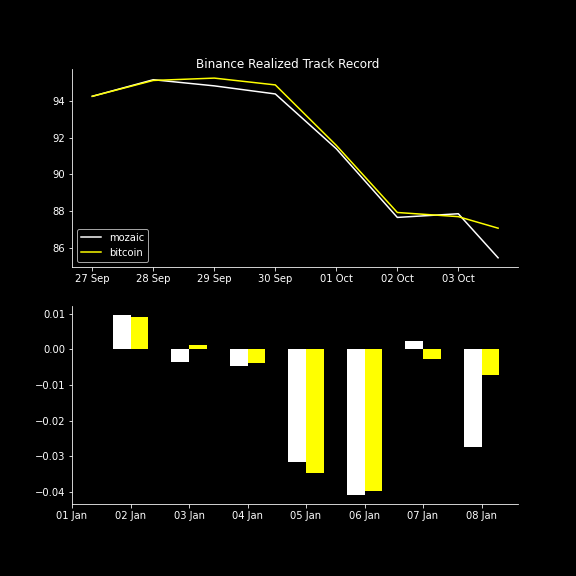 Binance Realized Track Record
94
92
90
88
86
mozaic
bitcoin
27 Sep 28 Sep 29 Sep 30 Sep 01 Oct 02 Oct 03 Oct
0.01
0.00
−0.01
−0.02
−0.03
−0.04
01 Jan 02 Jan 03 Jan 04 Jan 05 Jan 06 Jan 07 Jan 08 Jan